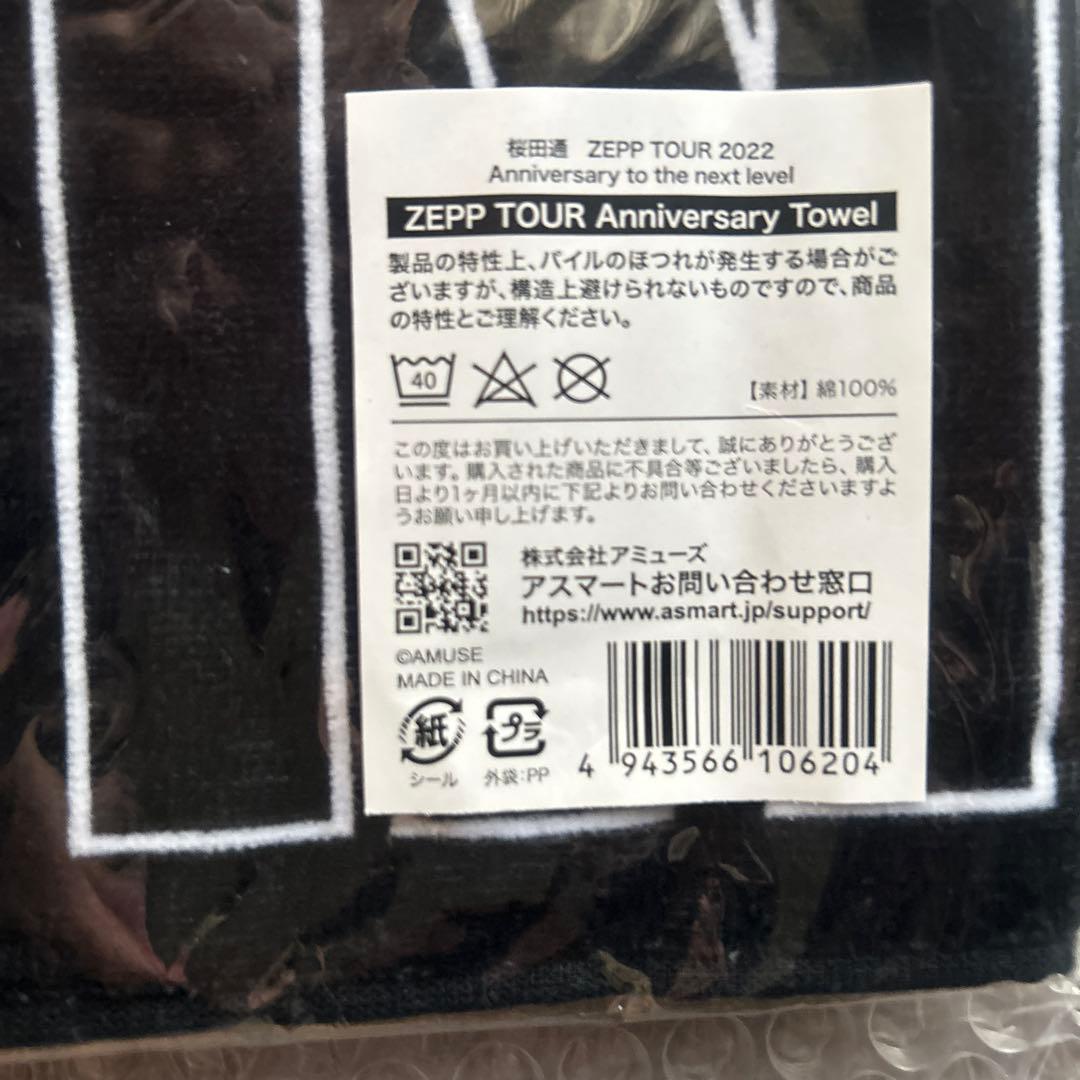 桜田通 ZEPP TOUR 2022
Anniversary to the next level
ZEPP TOUR Anniversary Towel
製品の特性上、パイルのほつれが発生する場合がご
ざいますが、構造上避けられないものですので、商品
の特性とご理解ください。
40
【素材】綿100%
この度はお買い上げいただきまして、誠にありがとうござ
います。購入された商品に不具合等ございましたら、購入
日より1ヶ月以内に下記よりお問い合わせくださいますよ
うお願い申し上げます。
株式会社アミューズ
アスマートお問い合わせ窓口
https://www.asmart.jp/support/
©AMUSE
MADE IN CHINA
紙 プラ
シール 外袋:PP
4 943566 106204